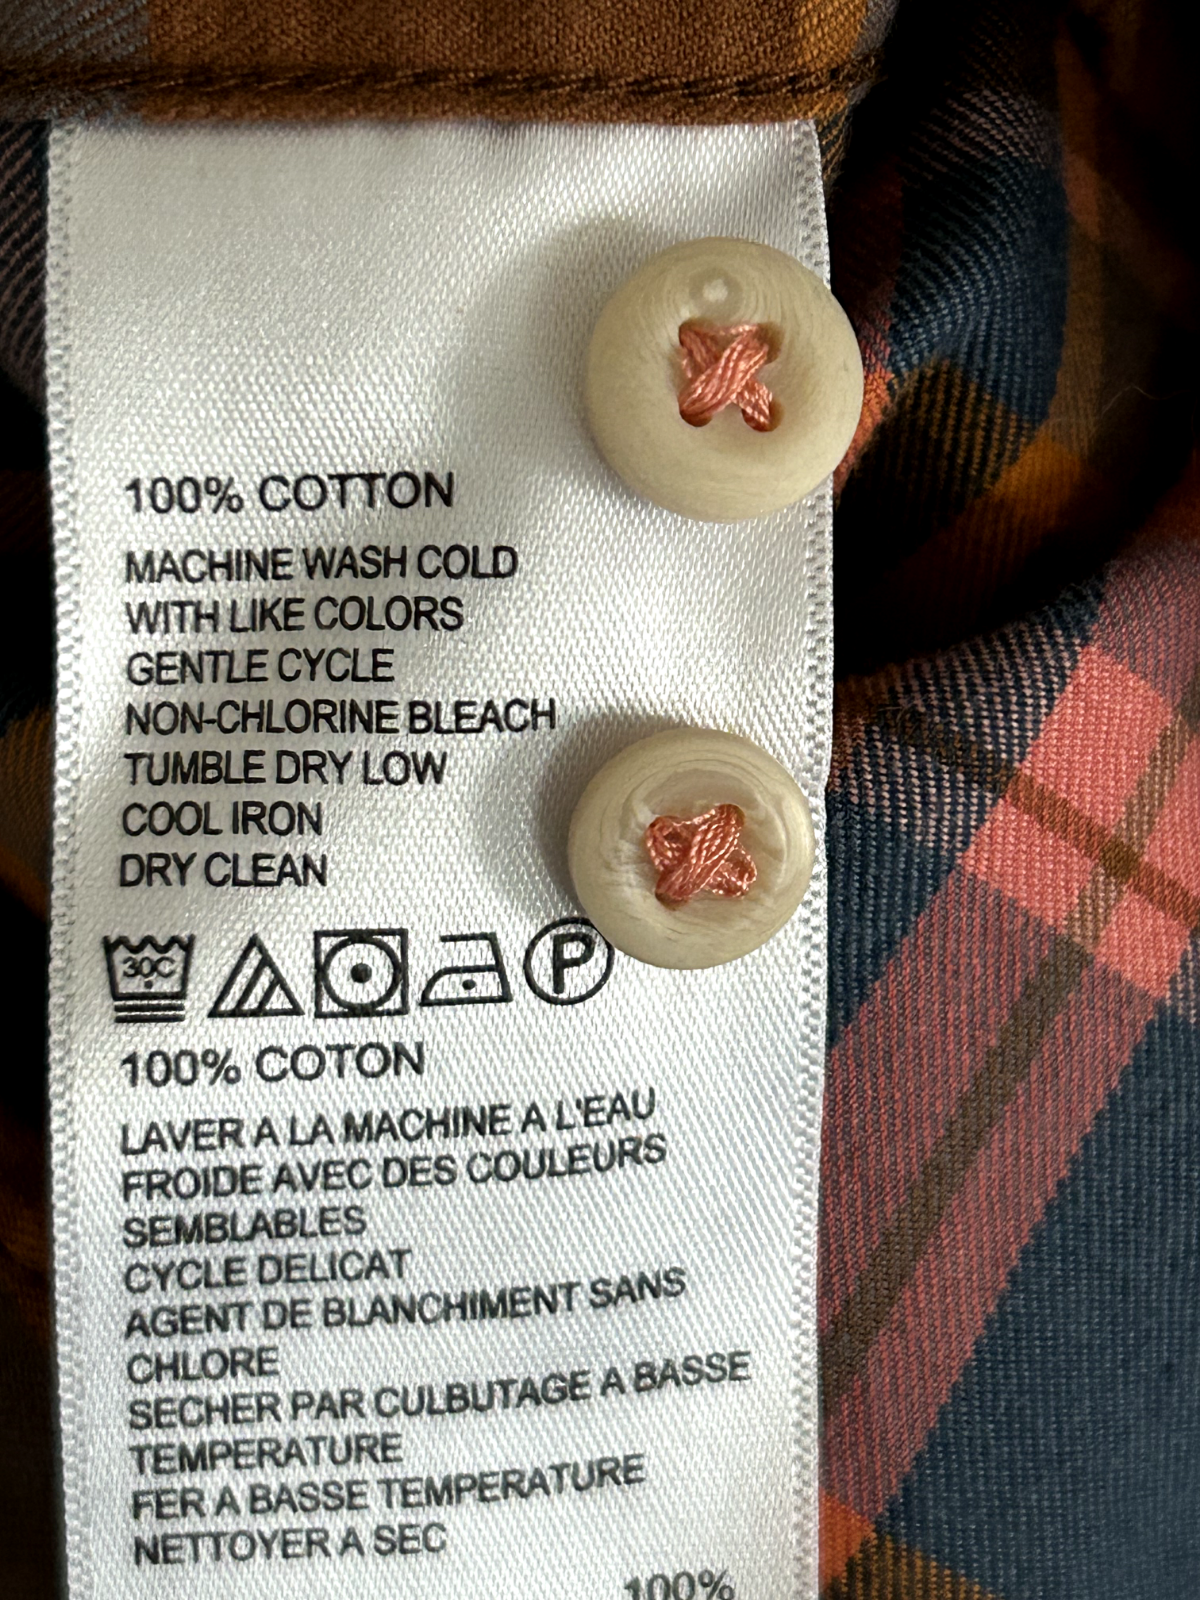 100% COTTON
MACHINE WASH COLD
WITH LIKE COLORS
GENTLE CYCLE
NON-CHLORINE BLEACH
TUMBLE DRY LOW
COOL IRON
DRY CLEAN
30C P
100% COTON
LAVER A LA MACHINE A L'EAU
FROIDE AVEC DES COULEURS
SEMBLABLES
CYCLE DELICAT
AGENT DE BLANCHIMENT SANS
CHLORE
SECHER PAR CULBUTAGE A BASSE
TEMPERATURE
FER A BASSE TEMPERATURE
NETTOYER A SEC
100%